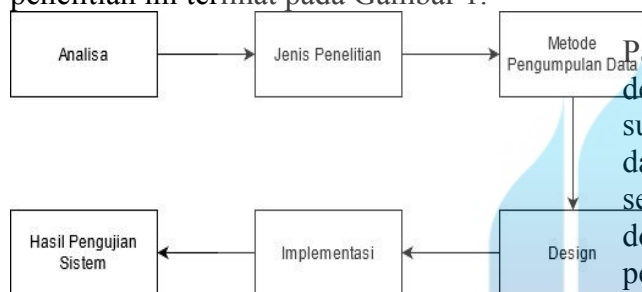 penelitian ini terlihat pada Gambar 1.
Analisa
Jenis Penelitian
Metode
Pengumpulan Data
Design
Implementasi
Hasil Pengujian
Sistem